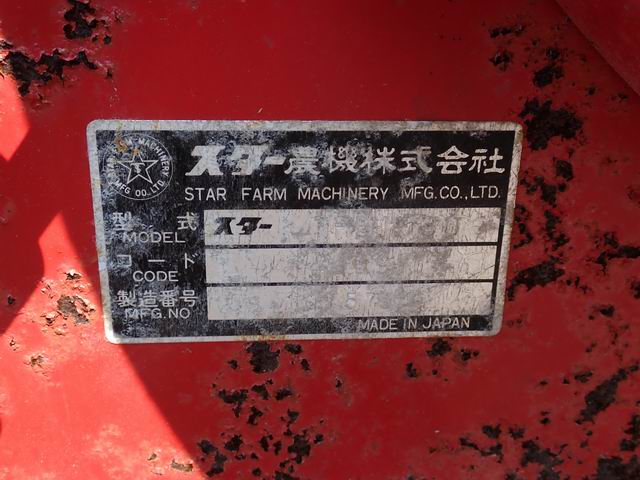 スター農機株式会社
STAR FARM MACHINERY MFG.CO.,LTD.
型式 スター
MODEL
コード
CODE
製造番号
MFG.NO
MADE IN JAPAN